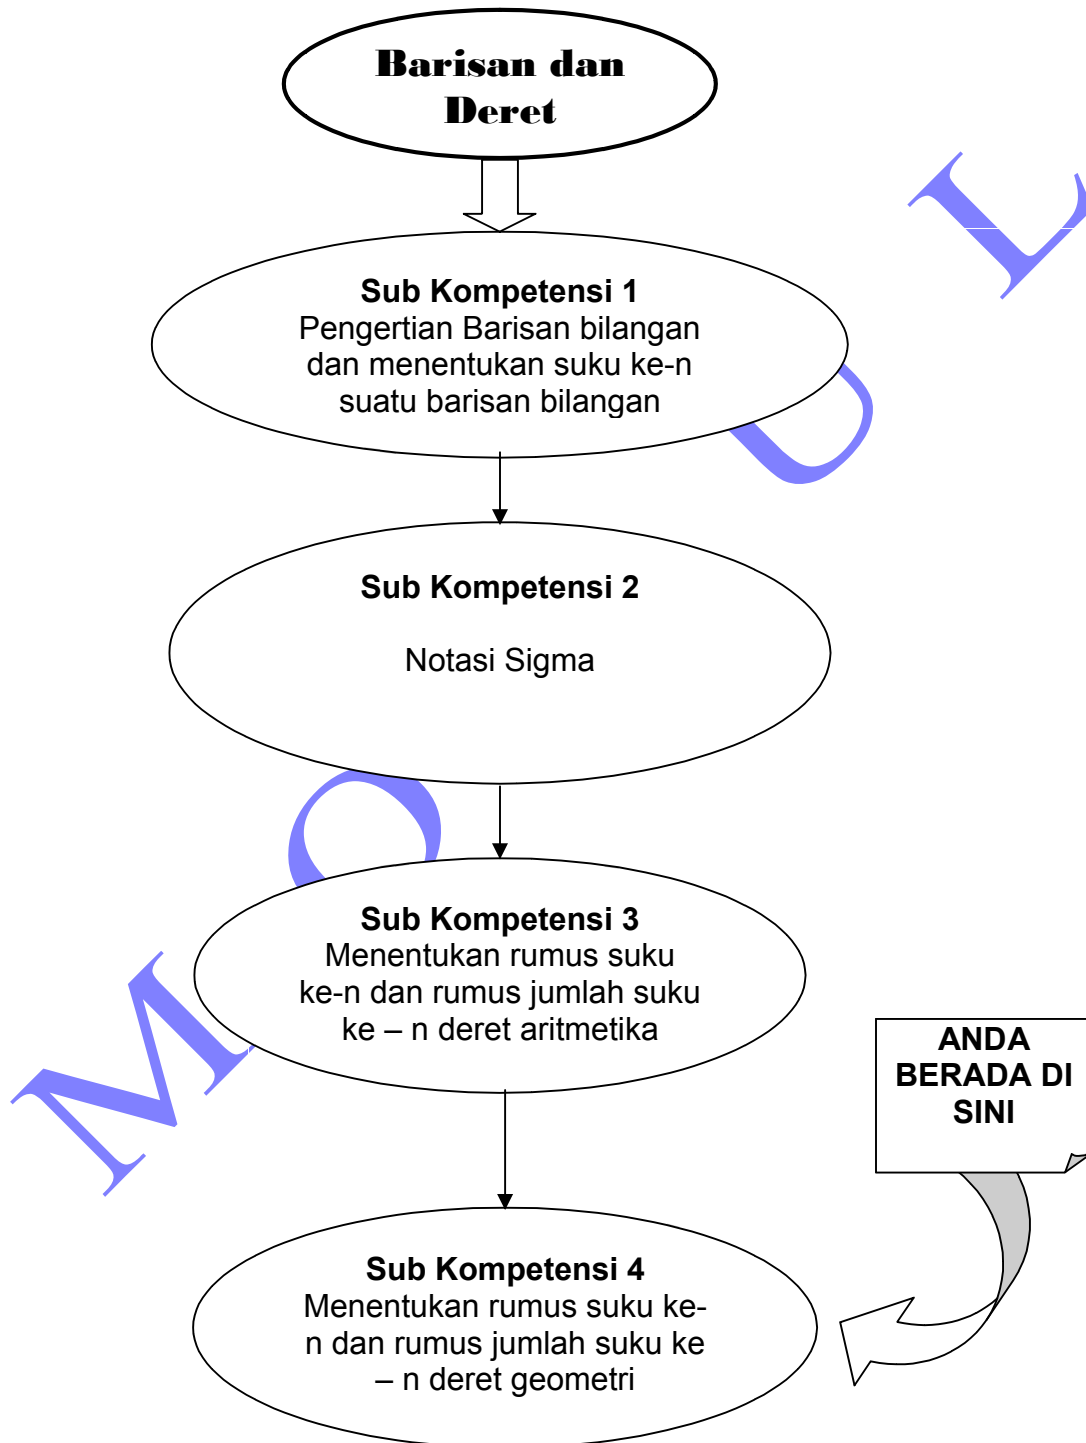 Barisan dan
Deret
Sub Kompetensi 1
Pengertian Barisan bilangan
dan menentukan suku ke-n
suatu barisan bilangan
Sub Kompetensi 2
Notasi Sigma
Sub Kompetensi 3
Menentukan rumus suku
ke-n dan rumus jumlah suku
ke – n deret aritmetika
ANDA
BERADA DI
SINI
Sub Kompetensi 4
Menentukan rumus suku ke-
n dan rumus jumlah suku ke
– n deret geometri